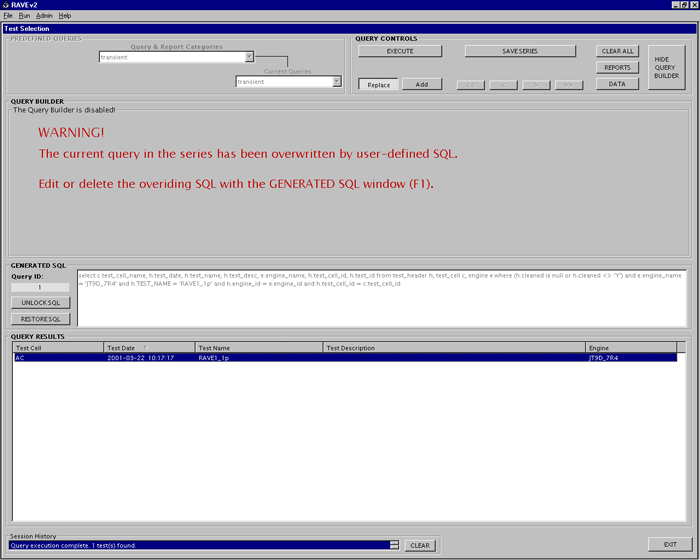 RAVE v2
File Run Admin Help
Test Selection
PREDEFINED QUERIES
Query & Report Categories
transient
Current Queries
transient
QUERY CONTROLS
EXECUTE
SAVE SERIES
CLEAR ALL
REPORTS
DATA
HIDE
QUERY
BUILDER
Replace
Add
<<
<
>
>>
QUERY BUILDER
The Query Builder is disabled!
WARNING!
The current query in the series has been overwritten by user-defined SQL.
Edit or delete the overiding SQL with the GENERATED SQL window (F1).
GENERATED SQL
Query ID:
1
UNLOCK SQL
RESTORE SQL
select c.test_cell_name, h.test_date, h.test_name, h.test_desc, e.engine_name, h.test_cell_id, h.test_id from test_header h, test_cell c, engine e where (h.cleaned is null or h.cleaned <> 'Y') and e.engine_name
= 'JT9D_7R4' and h.TEST_NAME = 'RAVE1_1p' and h.engine_id = e.engine_id and h.test_cell_id = c.test_cell_id
QUERY RESULTS
Test Cell Test Date Test Name Test Description Engine
AC 2001-03-22 10:17:17 RAVE1_1p JT9D_7R4
Session History
Query execution complete. 1 test(s) found.
CLEAR
EXIT